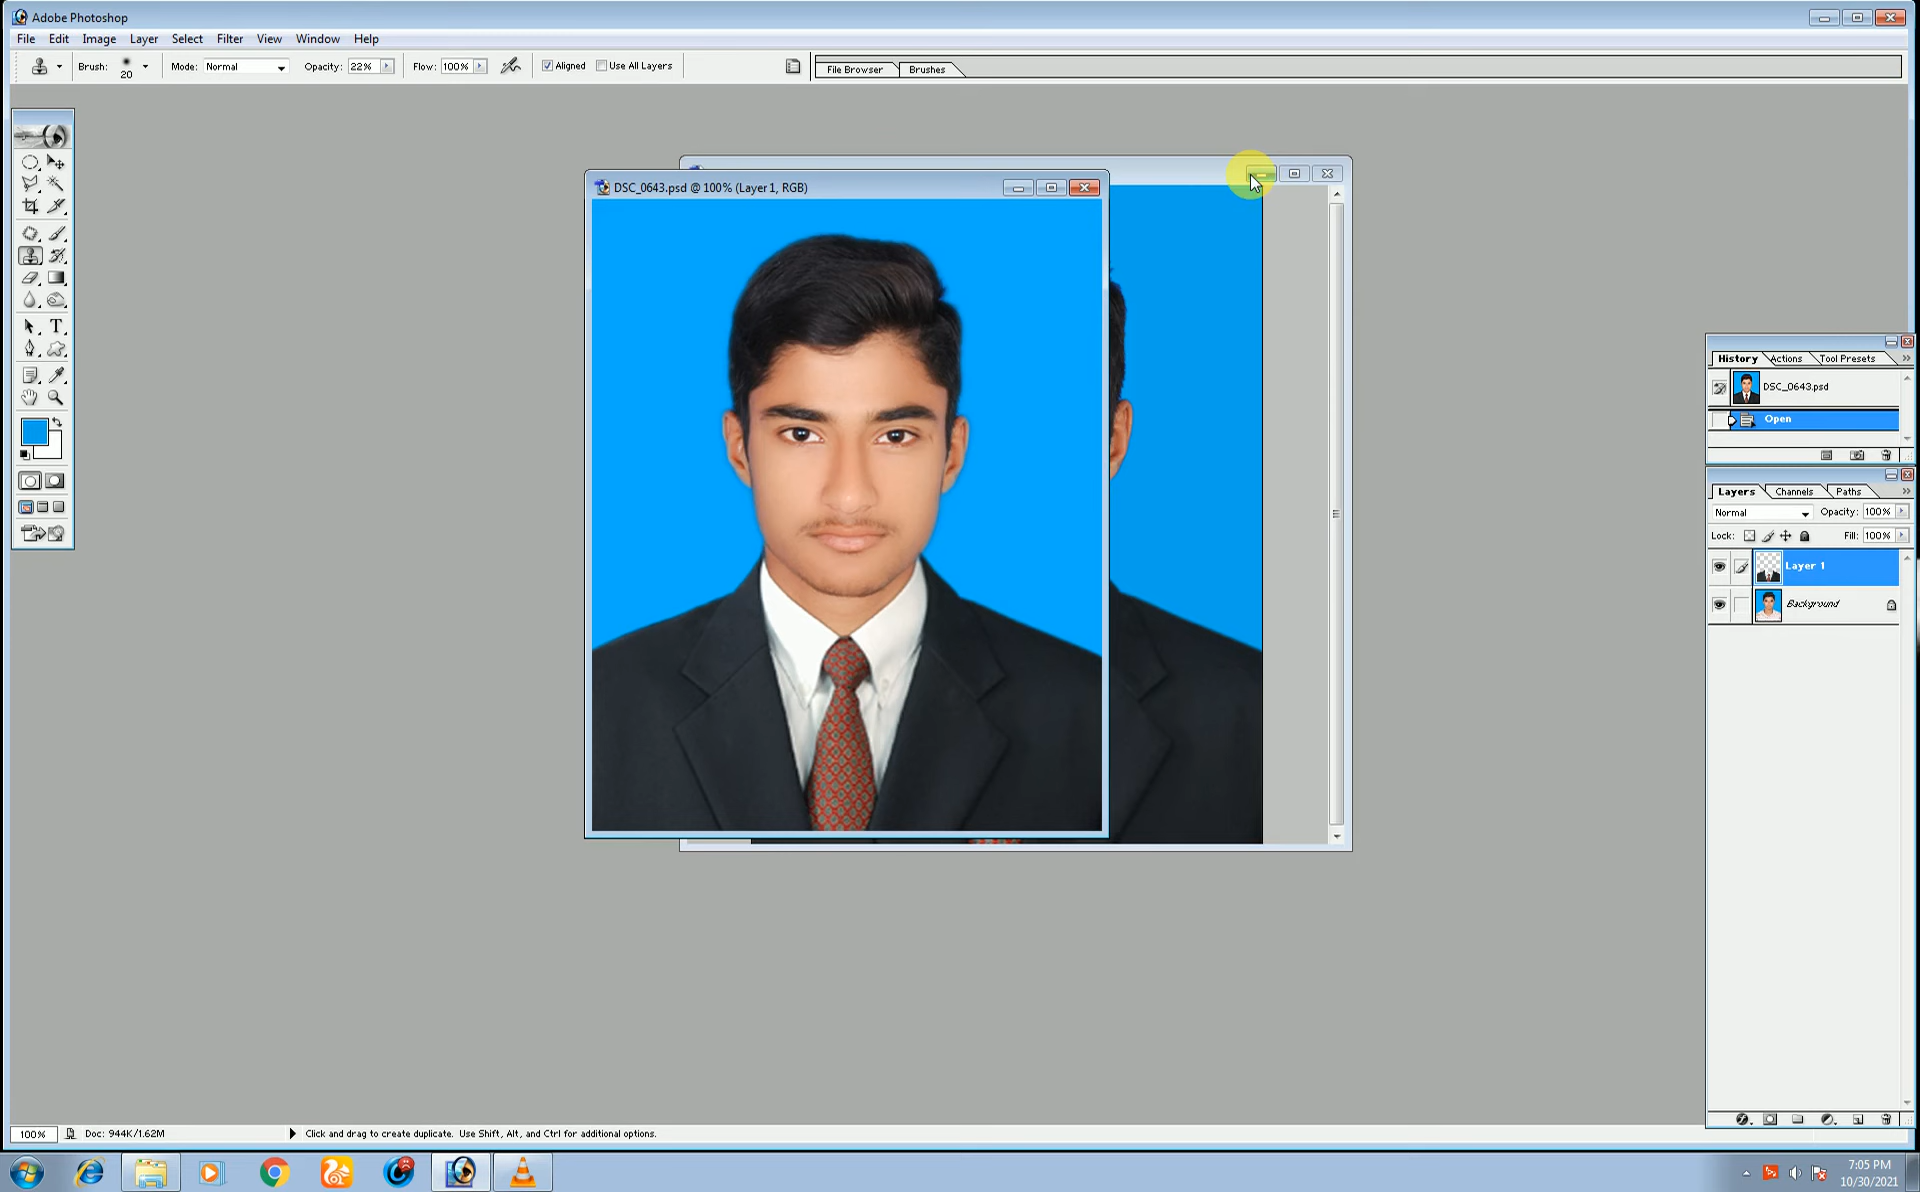 Adobe Photoshop
File Edit Image Layer Select Filter View Window Help
Brush: 20 Mode: Normal Opacity: 22% Flow: 100% Aligned Use All Layers File Browser Brushes
DSC_0643.psd @ 100% (Layer 1, RGB)
T
History Actions Tool Presets
DSC_0643.psd
Open
Layers Channels Paths
Normal Opacity: 100%
Lock: Fill: 100%
Layer 1
Background
100% Doc: 944K/1.62M Click and drag to create duplicate. Use Shift, Alt, and Ctrl for additional options.
7:05 PM
10/30/2021